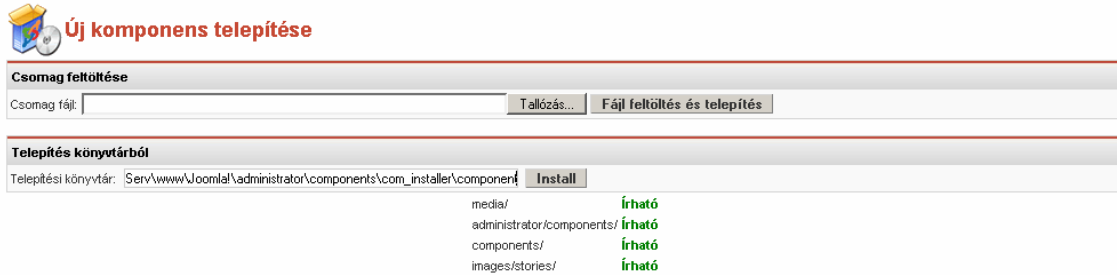 Új komponens telepítése
Csomag feltöltése
Csomag fájl: Tallózás... Fájl feltöltés és telepítés
Telepítés könyvtárból
Telepítési könyvtár: Serv\www\Joomla!\administrator\components\com_installer\component Install
media/ Írható
administrator/components/ Írható
components/ Írható
images/stories/ Írható